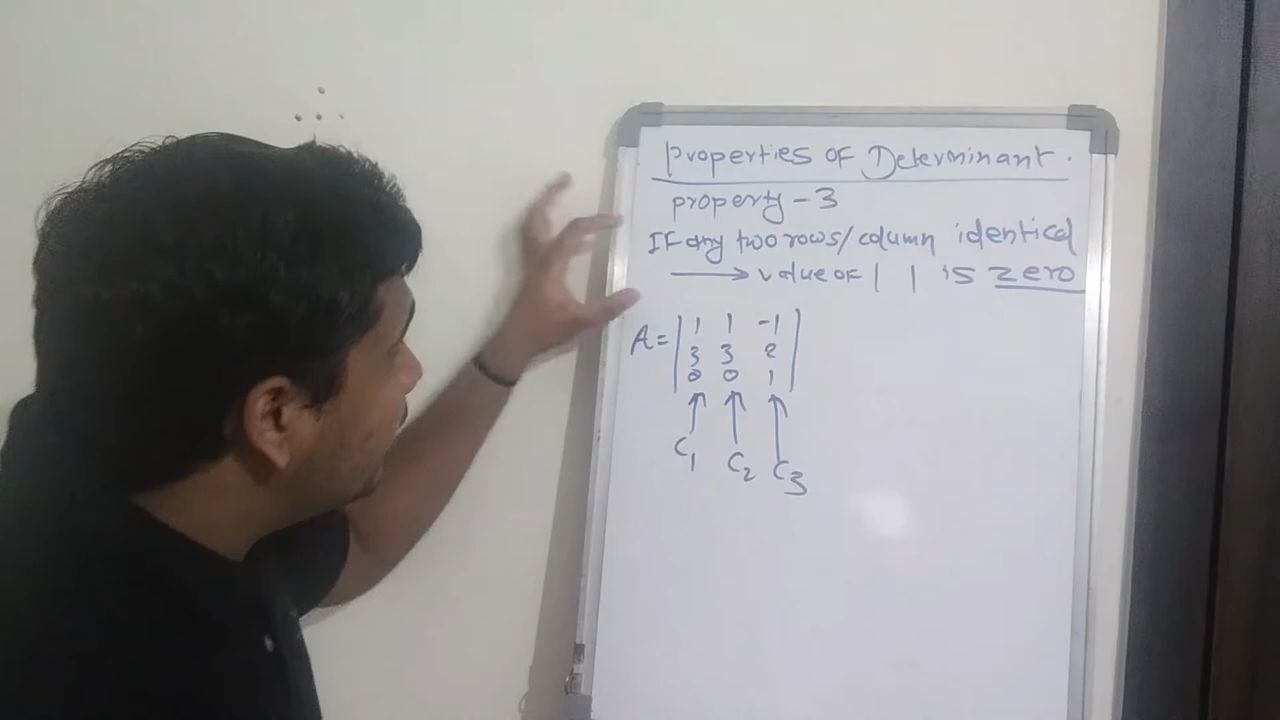 Properties OF Determinant.
property-3
IF any two rows/column identical
→ value of | | is zero
A= | 1 1 -1 |
| 3 3 2 |
| 0 0 1 |
C1 C2 C3